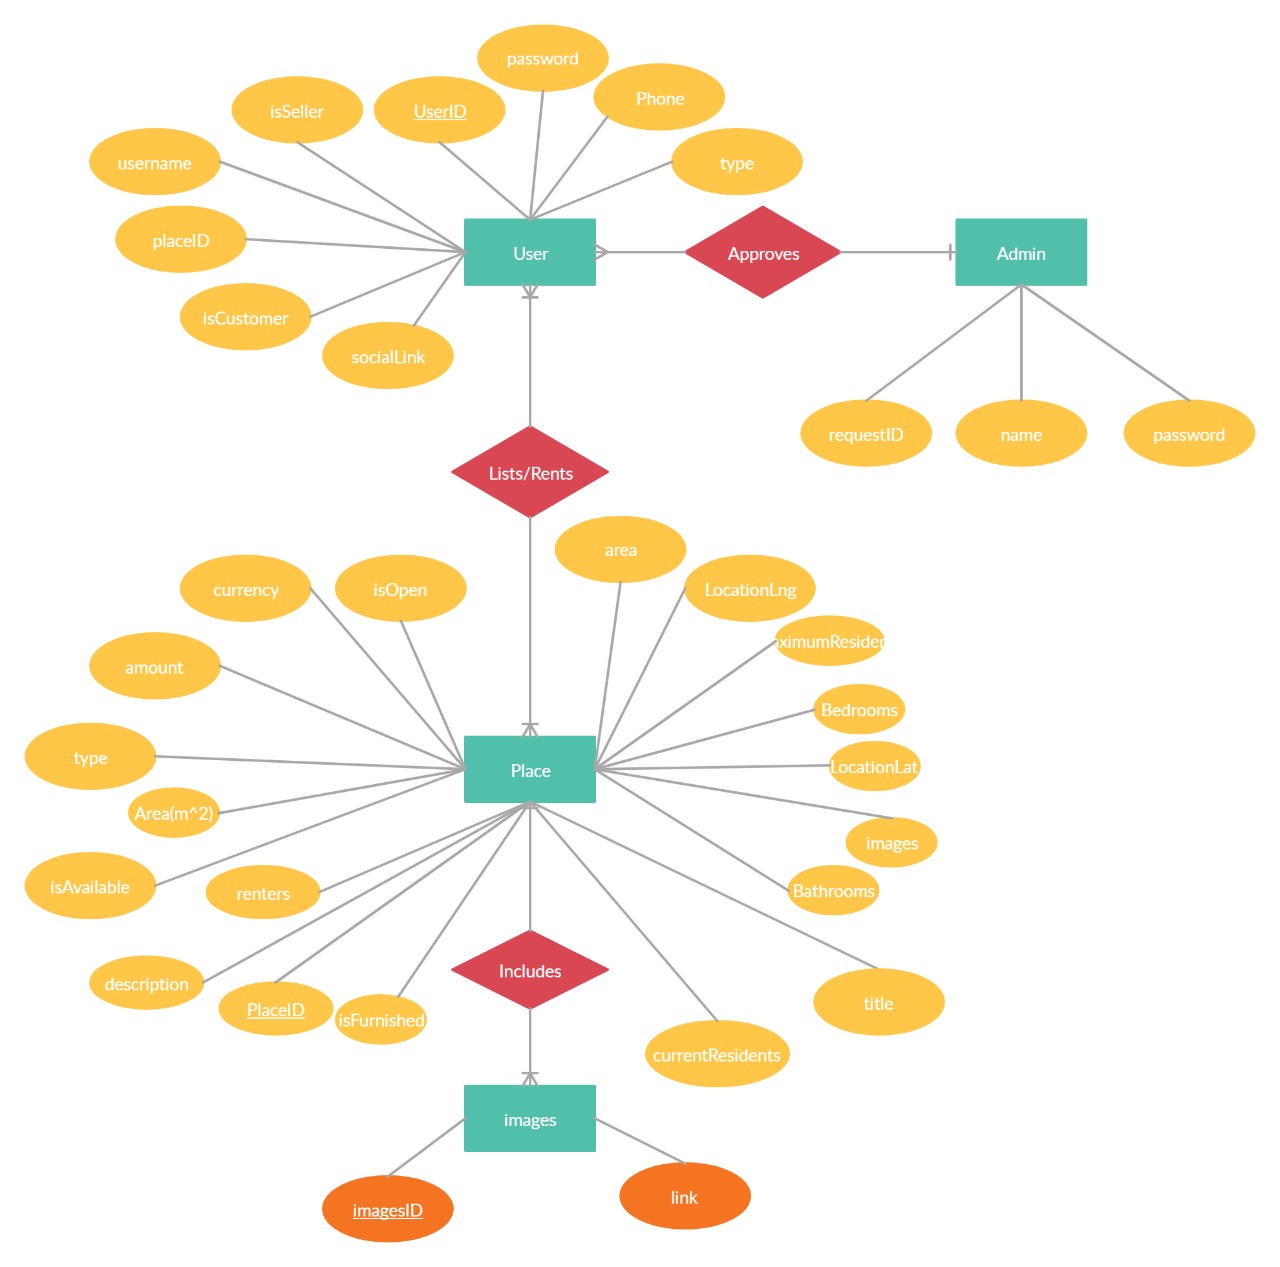 password
Phone
isSeller
UserID
username
type
placeID
User
Approves
Admin
isCustomer
socialLink
requestID
name
password
Lists/Rents
area
currency
isOpen
LocationLng
aximumResiden
amount
Bedrooms
type
Place
LocationLat
Area(m^2)
images
isAvailable
renters
Bathrooms
Includes
description
PlaceID
isFurnished
title
currentResidents
images
link
imagesID